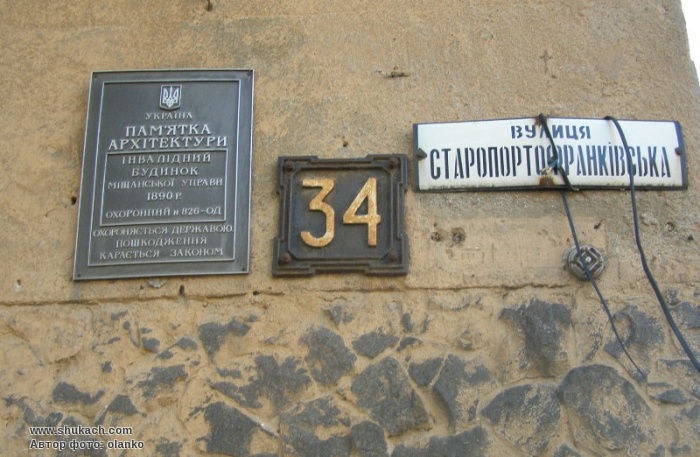 УКРАЇНА
ПАМ'ЯТКА
АРХІТЕКТУРИ
ІНВАЛІДНИЙ
БУДИНОК
МІЩАНСЬКОЇ УПРАВИ
1890 Р.
ОХОРОННИЙ № 826-ОД
ОХОРОНЯЄТЬСЯ ДЕРЖАВОЮ
ПОШКОДЖЕННЯ
КАРАЄТЬСЯ ЗАКОНОМ
34
ВУЛИЦЯ
СТАРОПОРТОФРАНКІВСЬКА
www.shukach.com
Автор фото: olanko